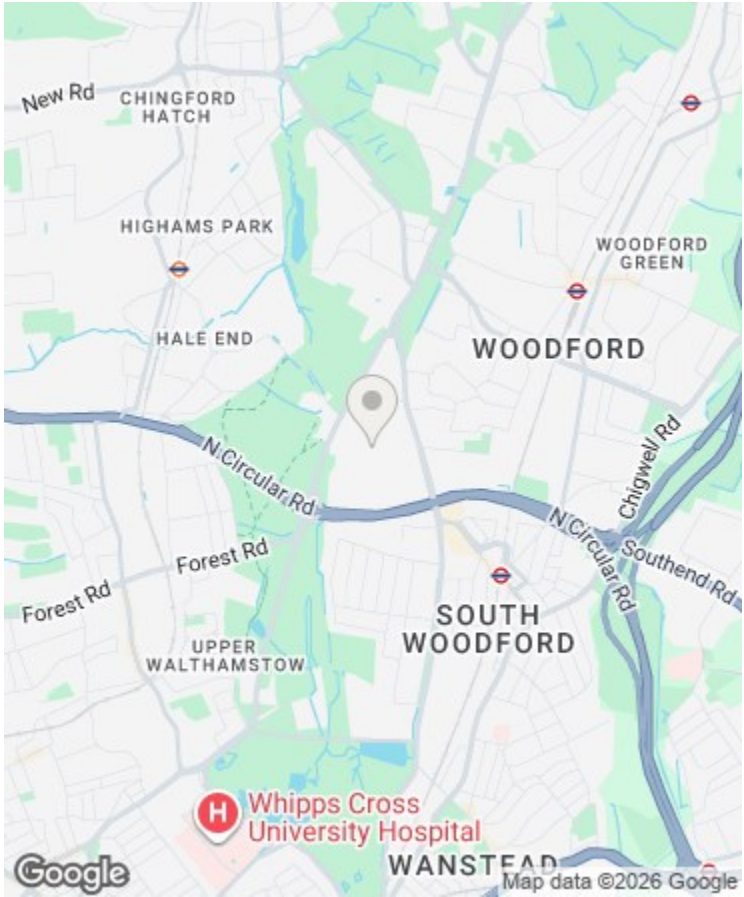 New Rd
CHINGFORD
HATCH
HIGHAMS PARK
WOODFORD
GREEN
HALE END
WOODFORD
Chigwell Rd
N Circular Rd
N Circular Rd
Southend Rd
Forest Rd
Forest Rd
SOUTH
WOODFORD
UPPER
WALTHAMSTOW
H
Whipps Cross
University Hospital
WANSTEAD
Google
Map data ©2026 Google